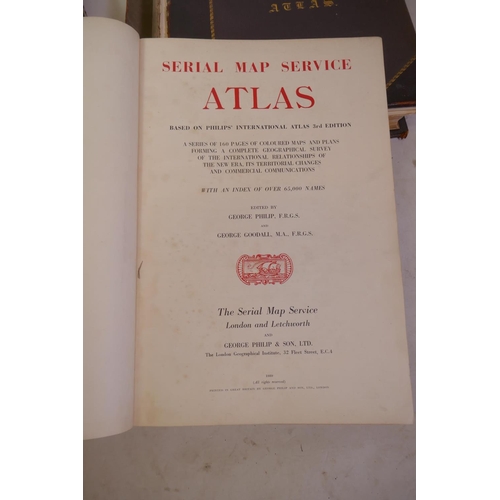 ATLAS.
SERIAL MAP SERVICE
ATLAS
BASED ON PHILIPS' INTERNATIONAL ATLAS 3rd EDITION
A SERIES OF 160 PAGES OF COLOURED MAPS AND PLANS
FORMING A COMPLETE GEOGRAPHICAL SURVEY
OF THE INTERNATIONAL RELATIONSHIPS OF
THE NEW ERA, ITS TERRITORIAL CHANGES
AND COMMERCIAL COMMUNICATIONS
WITH AN INDEX OF OVER 63,000 NAMES
EDITED BY
GEORGE PHILIP, F.R.G.S.
AND
GEORGE GOODALL, M.A., F.R.G.S.
The Serial Map Service
London and Letchworth
AND
GEORGE PHILIP & SON, LTD.
The London Geographical Institute, 32 Fleet Street, E.C.4
(All rights reserved)